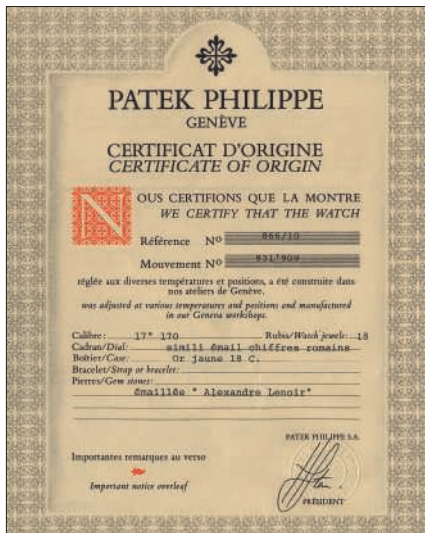 PATEK PHILIPPE
GENÈVE
CERTIFICAT D'ORIGINE
CERTIFICATE OF ORIGIN
NOUS CERTIFIONS QUE LA MONTRE
WE CERTIFY THAT THE WATCH
Référence Nº 866/10
Mouvement Nº 931'909
réglée aux diverses températures et positions, a été construite dans
nos ateliers de Genève.
was adjusted at various temperatures and positions and manufactured
in our Geneva workshops.
Calibre: 17" 170 Rubis/Watch jewels: 18
Cadran/Dial: simili émail chiffres romains
Boîtier/Case: Or jaune 18 C.
Bracelet/Strap or bracelet:
Pierres/Gem stones:
émaillée " Alexandre Lenoir"
PATEK PHILIPPE S.A.
Importantes remarques au verso
Important notice overleaf
PRÉSIDENT